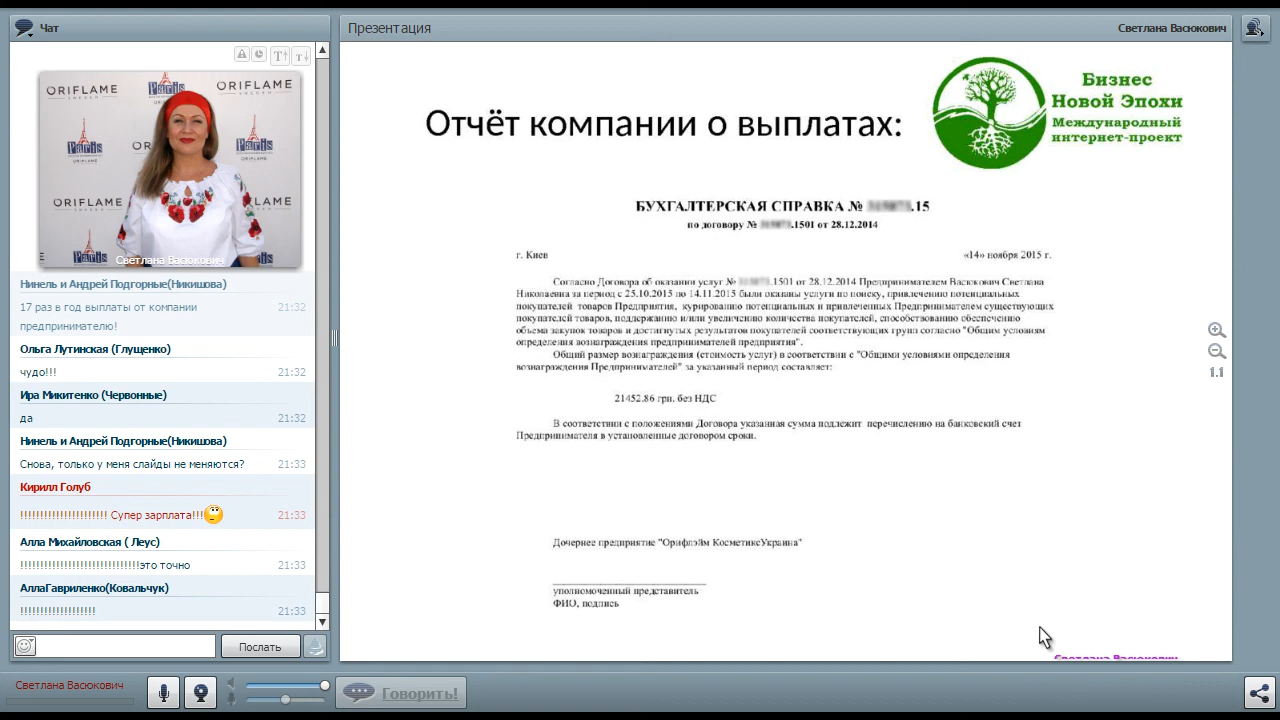 Чат
ORIFLAME
SWEDEN
Paris
ORIFLAME
SWEDEN
Paris
Paris
ORIFLAME
ORIFLAME
Светлана Васюкович
Нинель и Андрей Подгорные(Никишова)
17 раз в год выплаты от компании 21:32
предпринимателю!
Ольга Лутинская (Глущенко)
чудо!!! 21:32
Ира Микитенко (Червонные)
да 21:32
Нинель и Андрей Подгорные(Никишова)
Снова, только у меня слайды не меняются? 21:33
Кирилл Голуб
!!!!!!!!!!!!!!!!!!!!!! Супер зарплата!!! 21:33
Алла Михайловская ( Леус)
!!!!!!!!!!!!!!!!!!!!!!!!!!!!!!это точно 21:33
АллаГавриленко(Ковальчук)
!!!!!!!!!!!!!!!!!!! 21:33
Послать
Светлана Васюкович
Говорить!
Презентация
Светлана Васюкович
Отчёт компании о выплатах:
Бизнес
Новой Эпохи
Международный
интернет-проект
БУХГАЛТЕРСКАЯ СПРАВКА № .15
по договору № .1501 от 28.12.2014
г. Киев «14» ноября 2015 г.
Согласно Договора об оказании услуг № .1501 от 28.12.2014 Предпринимателем Васюкович Светлана
Николаевна за период с 25.10.2015 по 14.11.2015 были оказаны услуги по поиску, привлечению потенциальных
покупателей товаров Предприятия, курированию потенциальных и привлеченных Предпринимателем существующих
покупателей товаров, поддержанию и/или увеличению количества покупателей, способствованию обеспечению
объема закупок товаров и достигнутых результатов покупателей соответствующих групп согласно "Общим условиям
определения вознаграждения предпринимателей предприятия".
Общий размер вознаграждения (стоимость услуг) в соответствии с "Общими условиями определения
вознаграждения Предпринимателей" за указанный период составляет:
21452.86 грн. без НДС
В соответствии с положениями Договора указанная сумма подлежит перечислению на банковский счет
Предпринимателя в установленные договором сроки.
Дочернее предприятие "Орифлэйм КосметиксУкраина"
уполномоченный представитель
ФИО, подпись
Светлана Васюкович
1.1